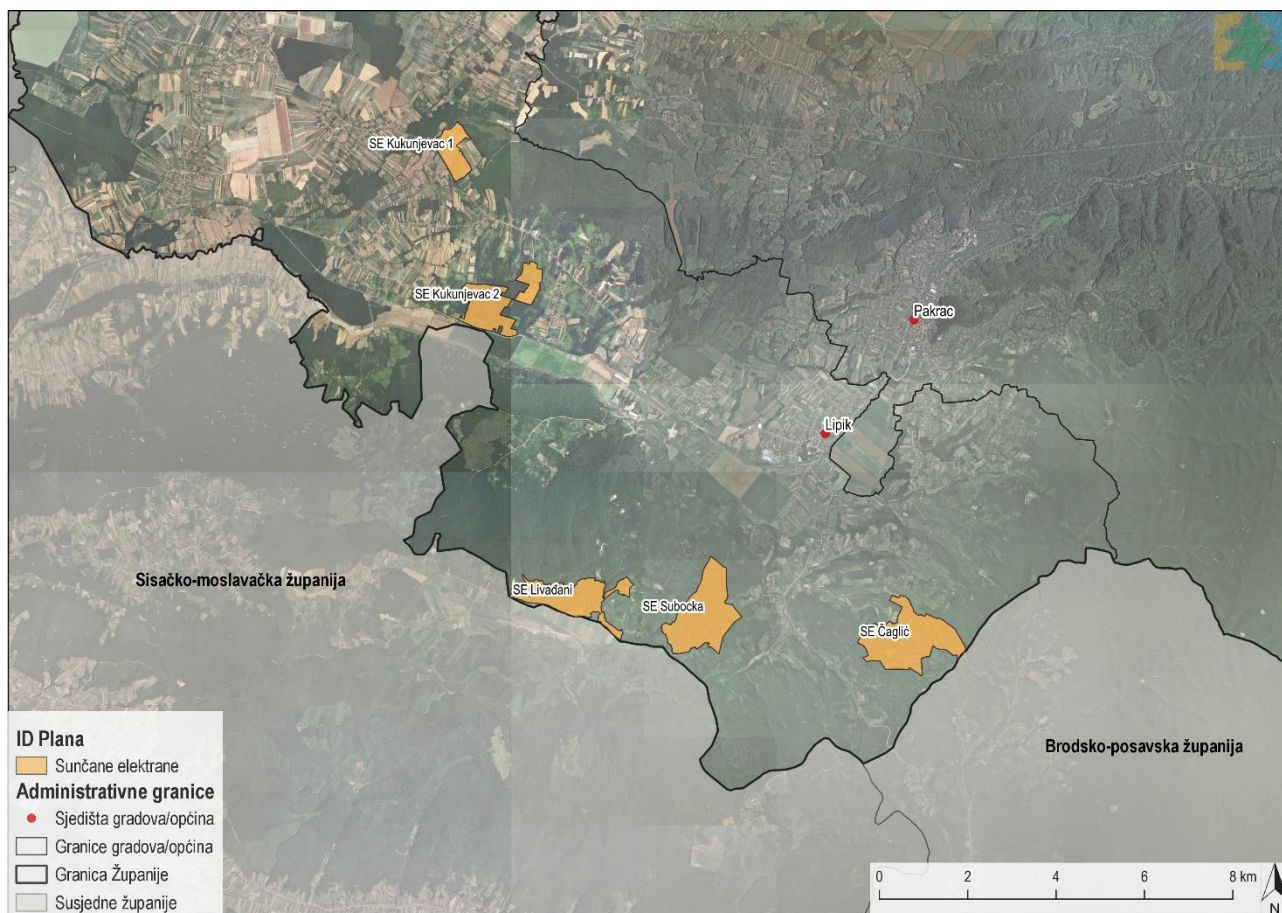 SE Kukunjevac 1
SE Kukunjevac 2
Pakrac
Lipik
Sisačko-moslavačka županija
SE Livađani
SE Subocka
SE Čaglić
Brodsko-posavska županija
ID Plana
Sunčane elektrane
Administrativne granice
Sjedišta gradova/općina
Granice gradova/općina
Granica Županije
Susjedne županije
0 2 4 6 8 km
N